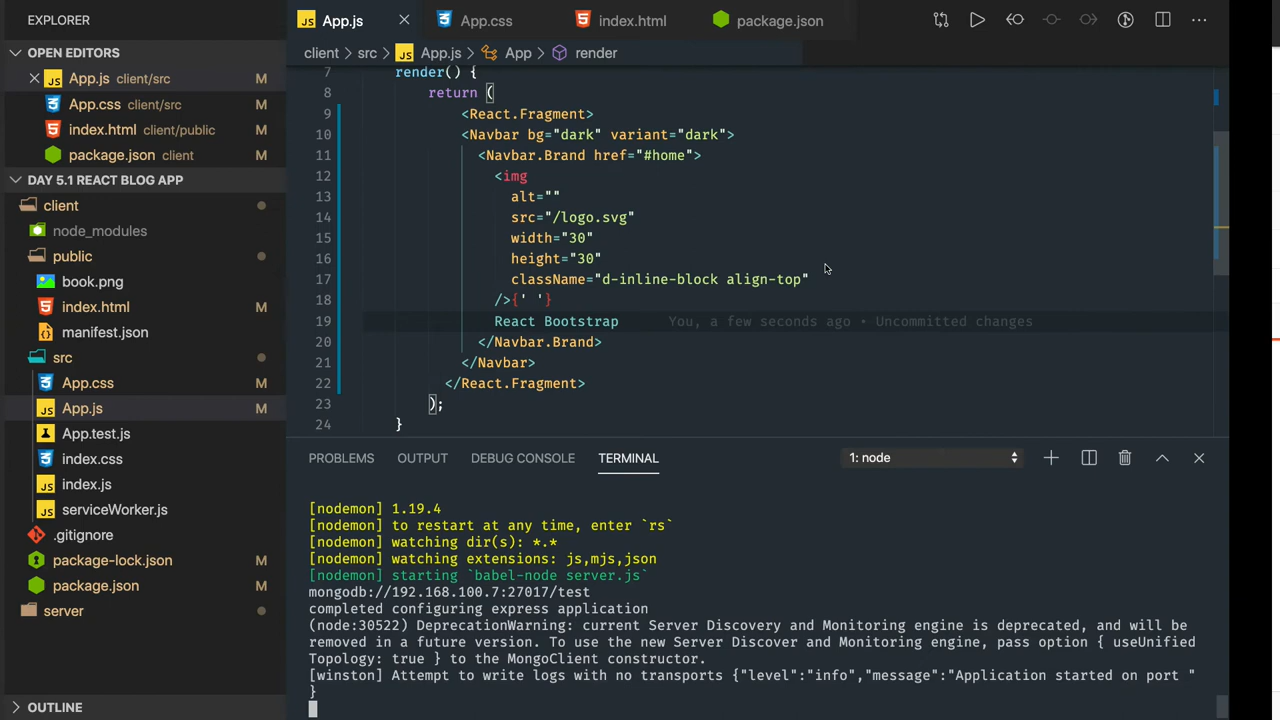 EXPLORER
OPEN EDITORS
App.js client/src M
App.css client/src M
index.html client/public M
package.json client M
DAY 5.1 REACT BLOG APP
client
node_modules
public
book.png
index.html M
manifest.json
src
App.css M
App.js M
App.test.js
index.css
index.js
serviceWorker.js
.gitignore
package-lock.json M
package.json M
server
OUTLINE
App.js App.css index.html package.json
client > src > App.js > App > render
7 render() {
8 return (
9 <React.Fragment>
10 <Navbar bg="dark" variant="dark">
11 <Navbar.Brand href="#home">
12 <img
13 alt=""
14 src="/logo.svg"
15 width="30"
16 height="30"
17 className="d-inline-block align-top"
18 />{' '}
19 React Bootstrap You, a few seconds ago • Uncommitted changes
20 </Navbar.Brand>
21 </Navbar>
22 </React.Fragment>
23 );
24 }
PROBLEMS OUTPUT DEBUG CONSOLE TERMINAL 1: node
[nodemon] 1.19.4
[nodemon] to restart at any time, enter `rs`
[nodemon] watching dir(s): *.*
[nodemon] watching extensions: js,mjs,json
[nodemon] starting `babel-node server.js`
mongodb://192.168.100.7:27017/test
completed configuring express application
(node:30522) DeprecationWarning: current Server Discovery and Monitoring engine is deprecated, and will be
removed in a future version. To use the new Server Discover and Monitoring engine, pass option { useUnified
Topology: true } to the MongoClient constructor.
[winston] Attempt to write logs with no transports {"level":"info","message":"Application started on port "
}